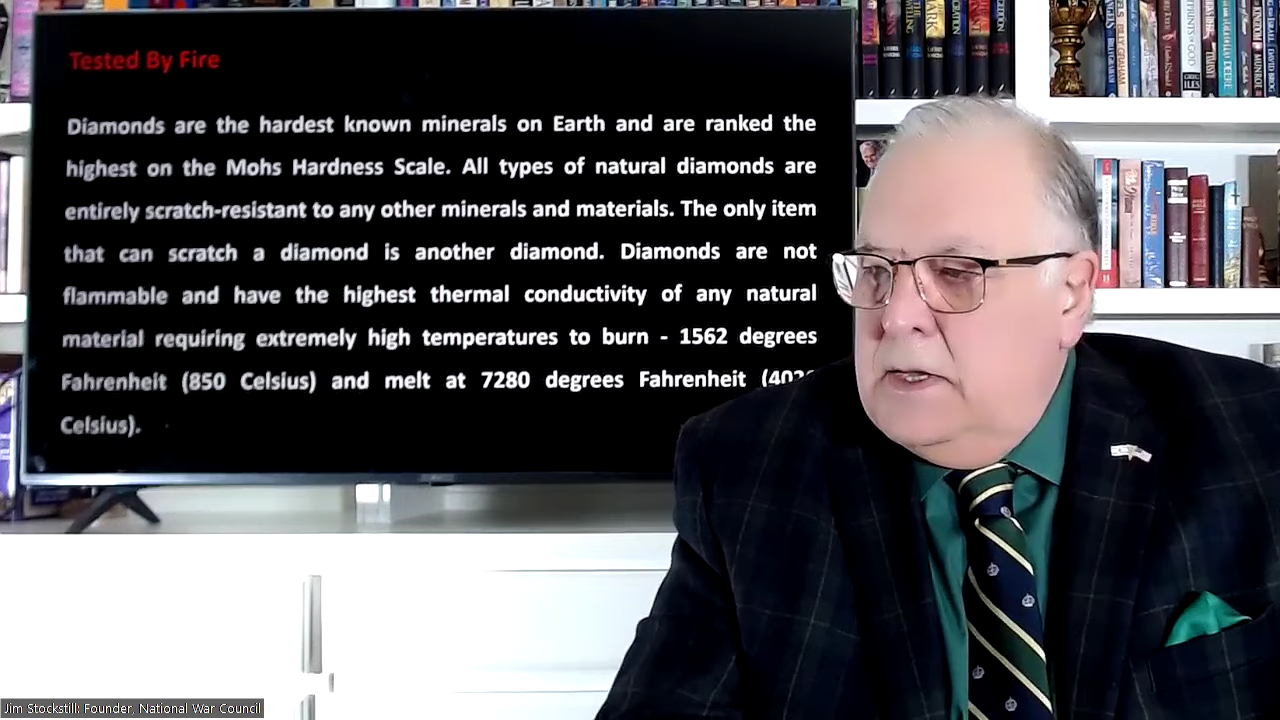 Tested By Fire
Diamonds are the hardest known minerals on Earth and are ranked the
highest on the Mohs Hardness Scale. All types of natural diamonds are
entirely scratch-resistant to any other minerals and materials. The only item
that can scratch a diamond is another diamond. Diamonds are not
flammable and have the highest thermal conductivity of any natural
material requiring extremely high temperatures to burn - 1562 degrees
Fahrenheit (850 Celsius) and melt at 7280 degrees Fahrenheit
Celsius).
Jim Stockstill: Founder, National War Council